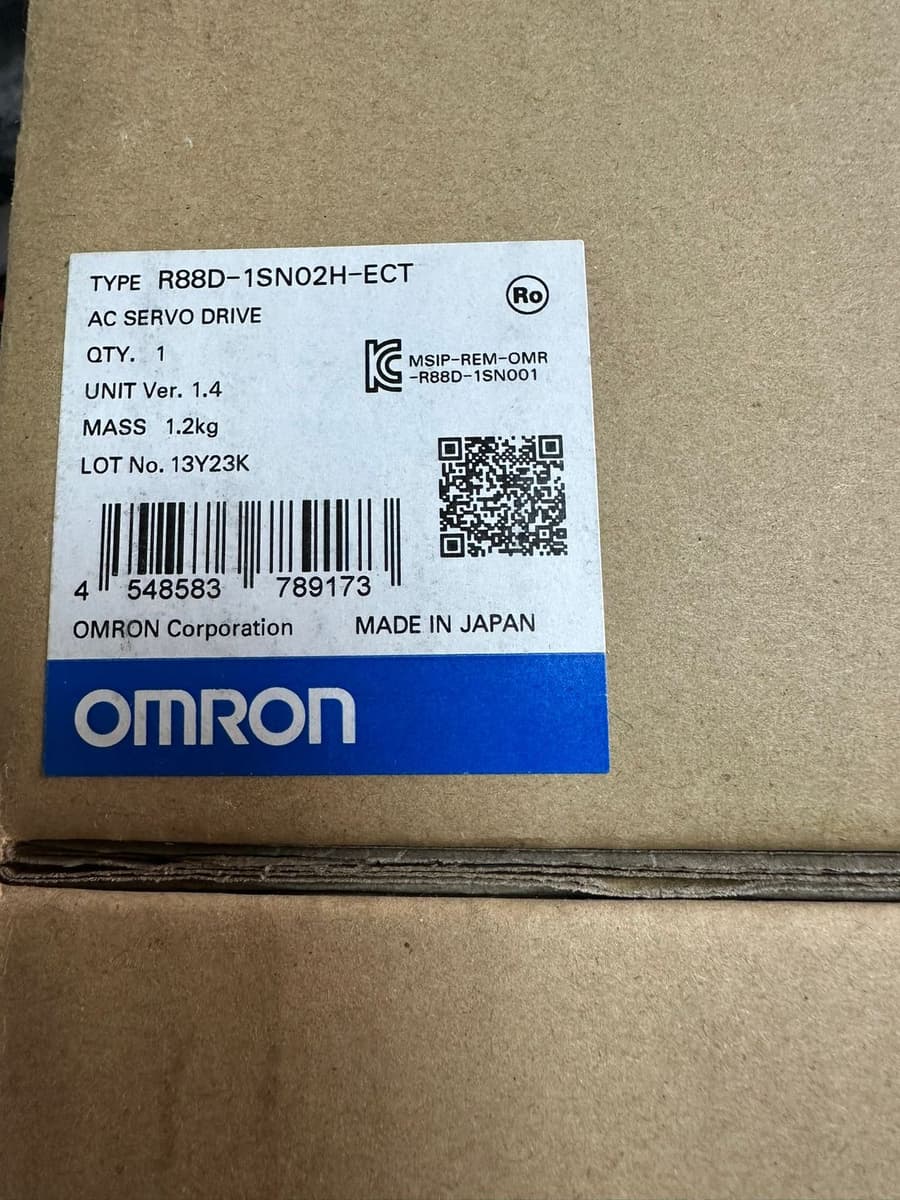 TYPE R88D-1SN02H-ECT
Ro
AC SERVO DRIVE
QTY. 1
MSIP-REM-OMR
-R88D-1SN001
UNIT Ver. 1.4
MASS 1.2kg
LOT No. 13Y23K
4 548583 789173
OMRON Corporation MADE IN JAPAN
OMRON